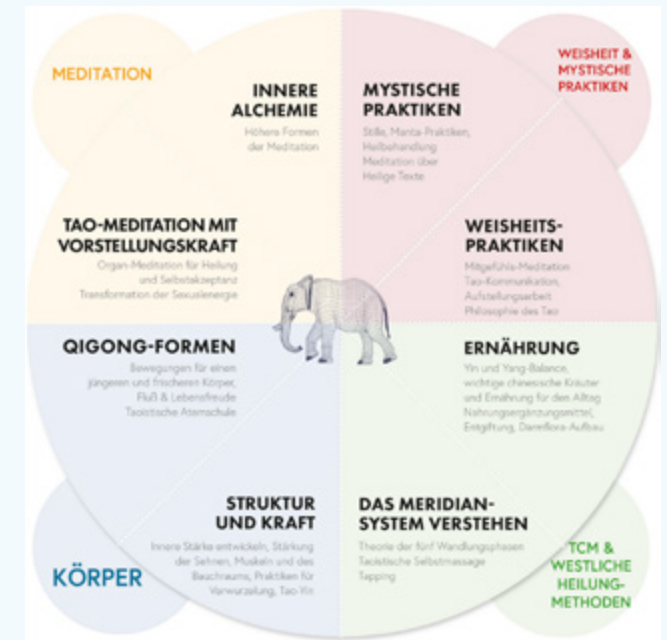 MEDITATION
INNERE
ALCHEMIE
Höhere Formen
der Meditation
MYSTISCHE
PRAKTIKEN
Stille, Manta-Praktiken,
Heilbehandlung
Meditation über
Heilige Texte
WEISHEIT &
MYSTISCHE
PRAKTIKEN
TAO-MEDITATION MIT
VORSTELLUNGSKRAFT
Organ-Meditation für Heilung
und Selbstakzeptanz
Transformation der Sexualenergie
WEISHEITS-
PRAKTIKEN
Mitgefühls-Meditation
Tao-Kommunikation,
Aufstellungsarbeit
Philosophie des Tao
QIGONG-FORMEN
Bewegungen für einen
jüngeren und frischeren Körper,
Fluß & Lebensfreude
Taoistische Atemschule
ERNÄHRUNG
Yin und Yang-Balance,
wichtige chinesische Kräuter
und Ernährung für den Alltag
Nahrungsergänzungsmittel,
Entgiftung, Darmflora-Aufbau
STRUKTUR
UND KRAFT
Innere Stärke entwickeln, Stärkung
der Sehnen, Muskeln und des
Bauchraums, Praktiken für
Verwurzelung, Tao-Yin
DAS MERIDIAN-
SYSTEM VERSTEHEN
Theorie der fünf Wandlungsphasen
Taoistische Selbstmassage
Tapping
KÖRPER
TCM &
WESTLICHE
HEILUNG-
METHODEN